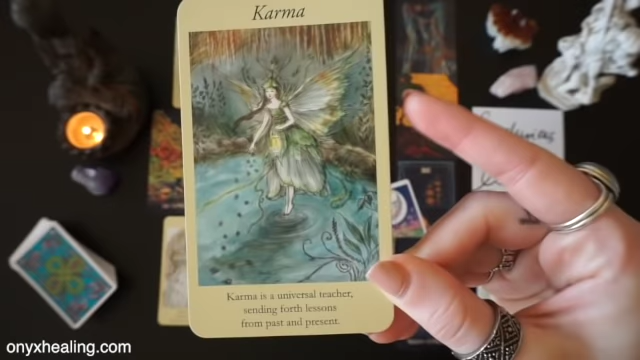 Karma
Karma is a universal teacher,
sending forth lessons
from past and present.
onyxhealing.com